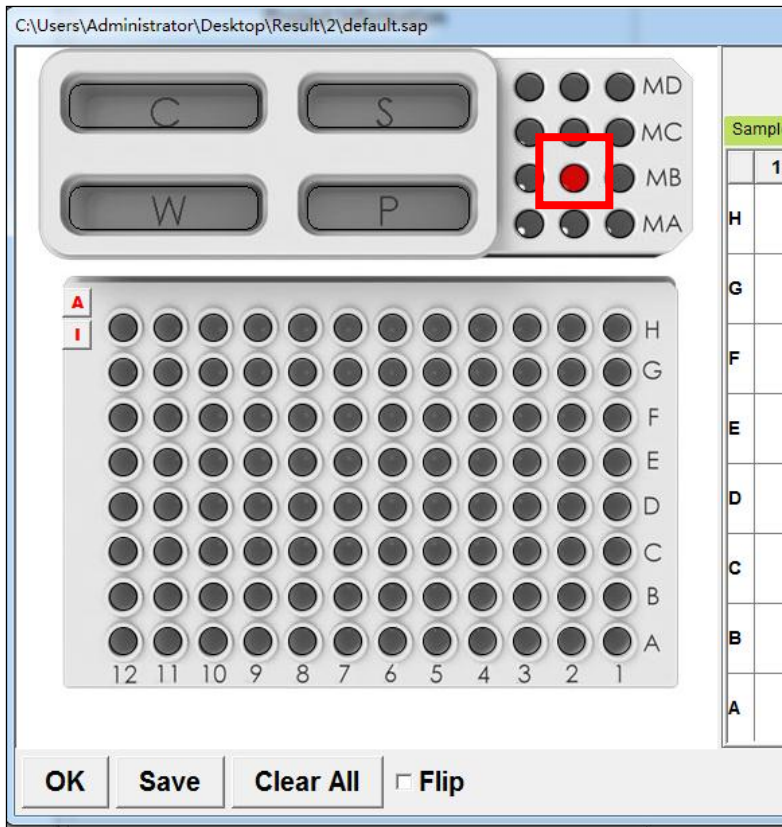 C:\Users\Administrator\Desktop\Result\2\default.sap
C S
W P
MD
MC
MB
MA
A
I
H
G
F
E
D
C
B
A
12 11 10 9 8 7 6 5 4 3 2 1
Sampl
1
H
G
F
E
D
C
B
A
OK Save Clear All Flip